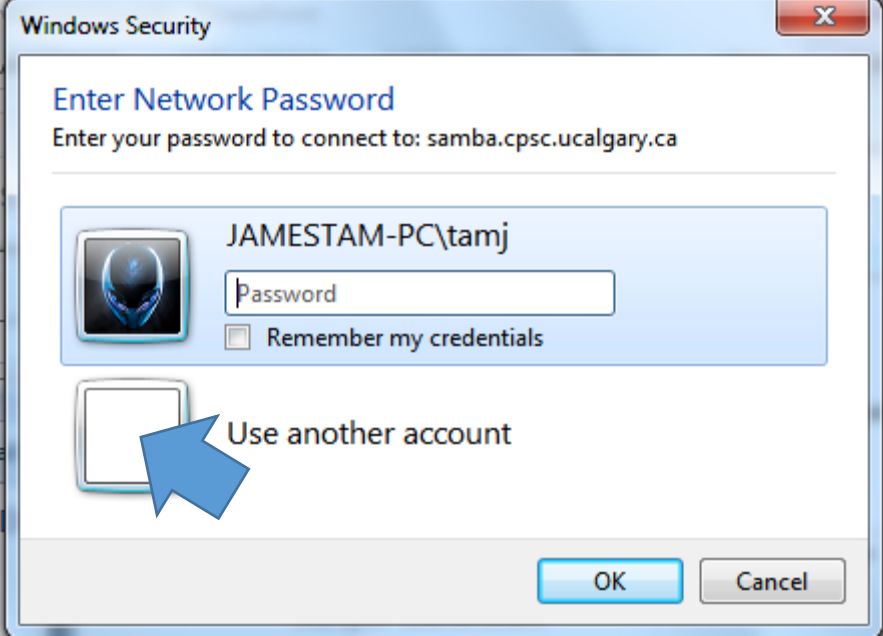 Windows Security
Enter Network Password
Enter your password to connect to: samba.cpsc.ucalgary.ca
JAMESTAM-PC\tamj
Password
Remember my credentials
Use another account
OK
Cancel